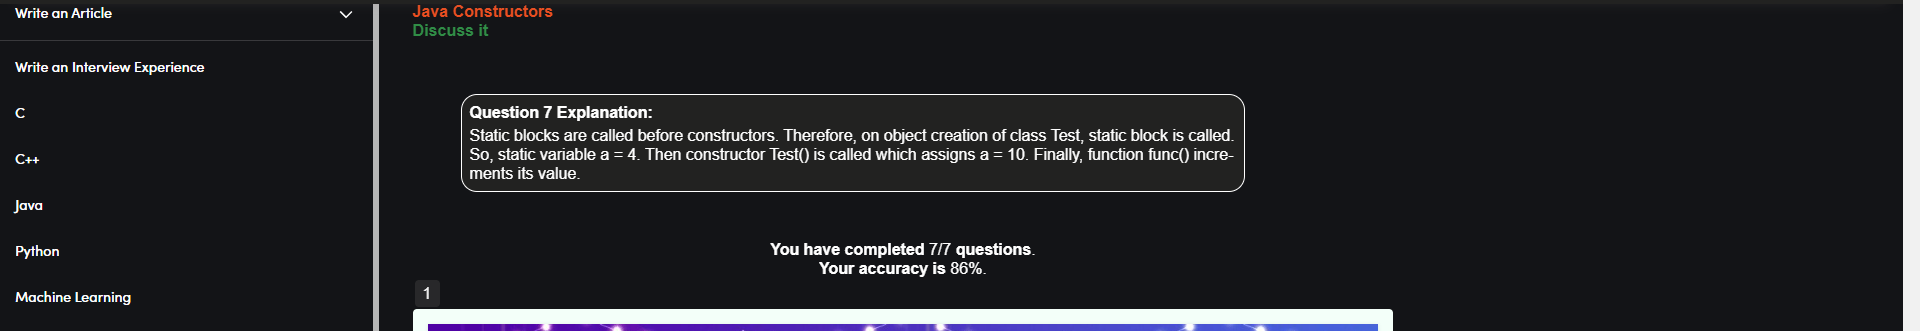 Write an Article
Write an Interview Experience
C
C++
Java
Python
Machine Learning
Java Constructors
Discuss it
Question 7 Explanation:
Static blocks are called before constructors. Therefore, on object creation of class Test, static block is called.
So, static variable a = 4. Then constructor Test() is called which assigns a = 10. Finally, function func() incre-
ments its value.
You have completed 7/7 questions.
Your accuracy is 86%.
1